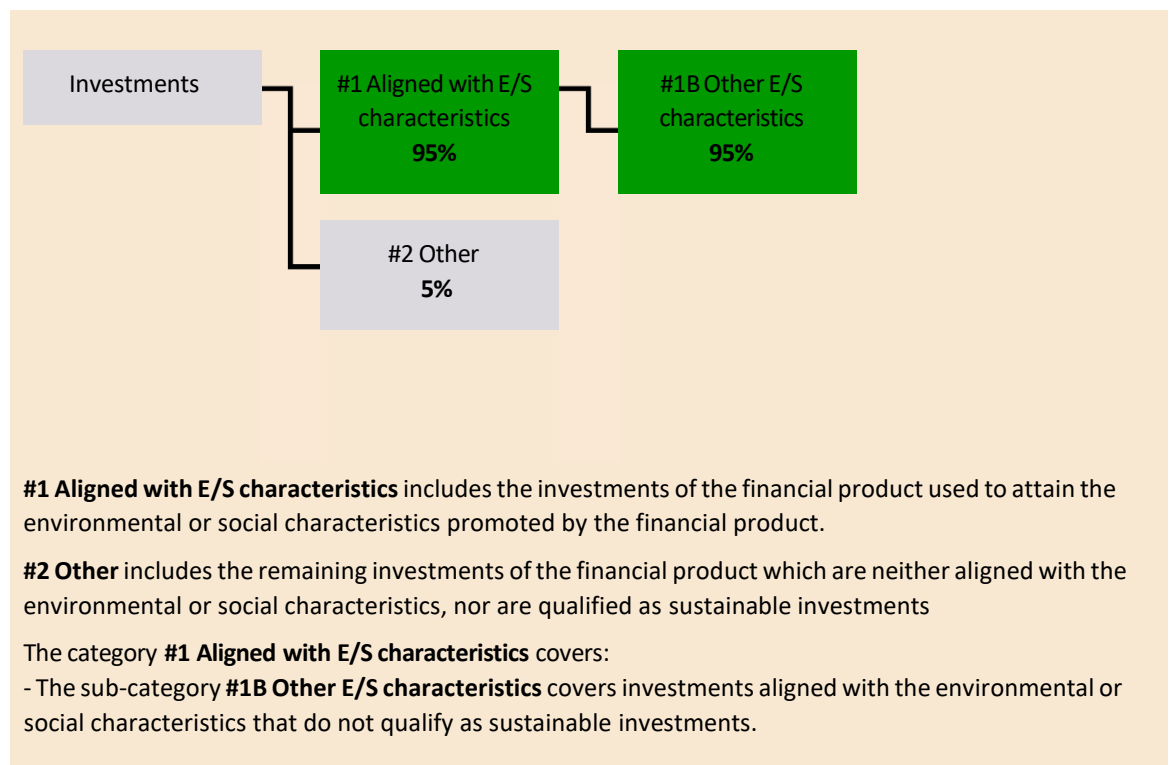 Investments
#1 Aligned with E/S
characteristics
95%
#1B Other E/S
characteristics
95%
#2 Other
5%
#1 Aligned with E/S characteristics includes the investments of the financial product used to attain the
environmental or social characteristics promoted by the financial product.
#2 Other includes the remaining investments of the financial product which are neither aligned with the
environmental or social characteristics, nor are qualified as sustainable investments
The category #1 Aligned with E/S characteristics covers:
- The sub-category #1B Other E/S characteristics covers investments aligned with the environmental or
social characteristics that do not qualify as sustainable investments.